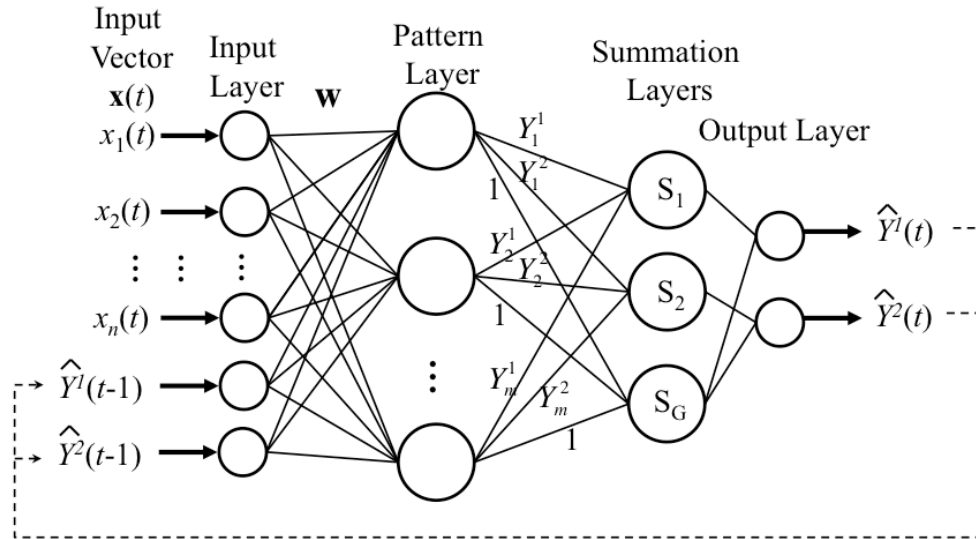 Input
Vector
x(t)
Input
Layer
w
Pattern
Layer
Summation
Layers
Output Layer
x₁(t)
x₂(t)
⋮ ⋮ ⋮
xₙ(t)
Ŷ¹(t-1)
Ŷ²(t-1)
Y₁¹
Y₁²
1
Y₂¹
Y₂²
1
⋮
Yₘ¹
Yₘ²
1
S₁
S₂
S_G
Ŷ¹(t)
Ŷ²(t)